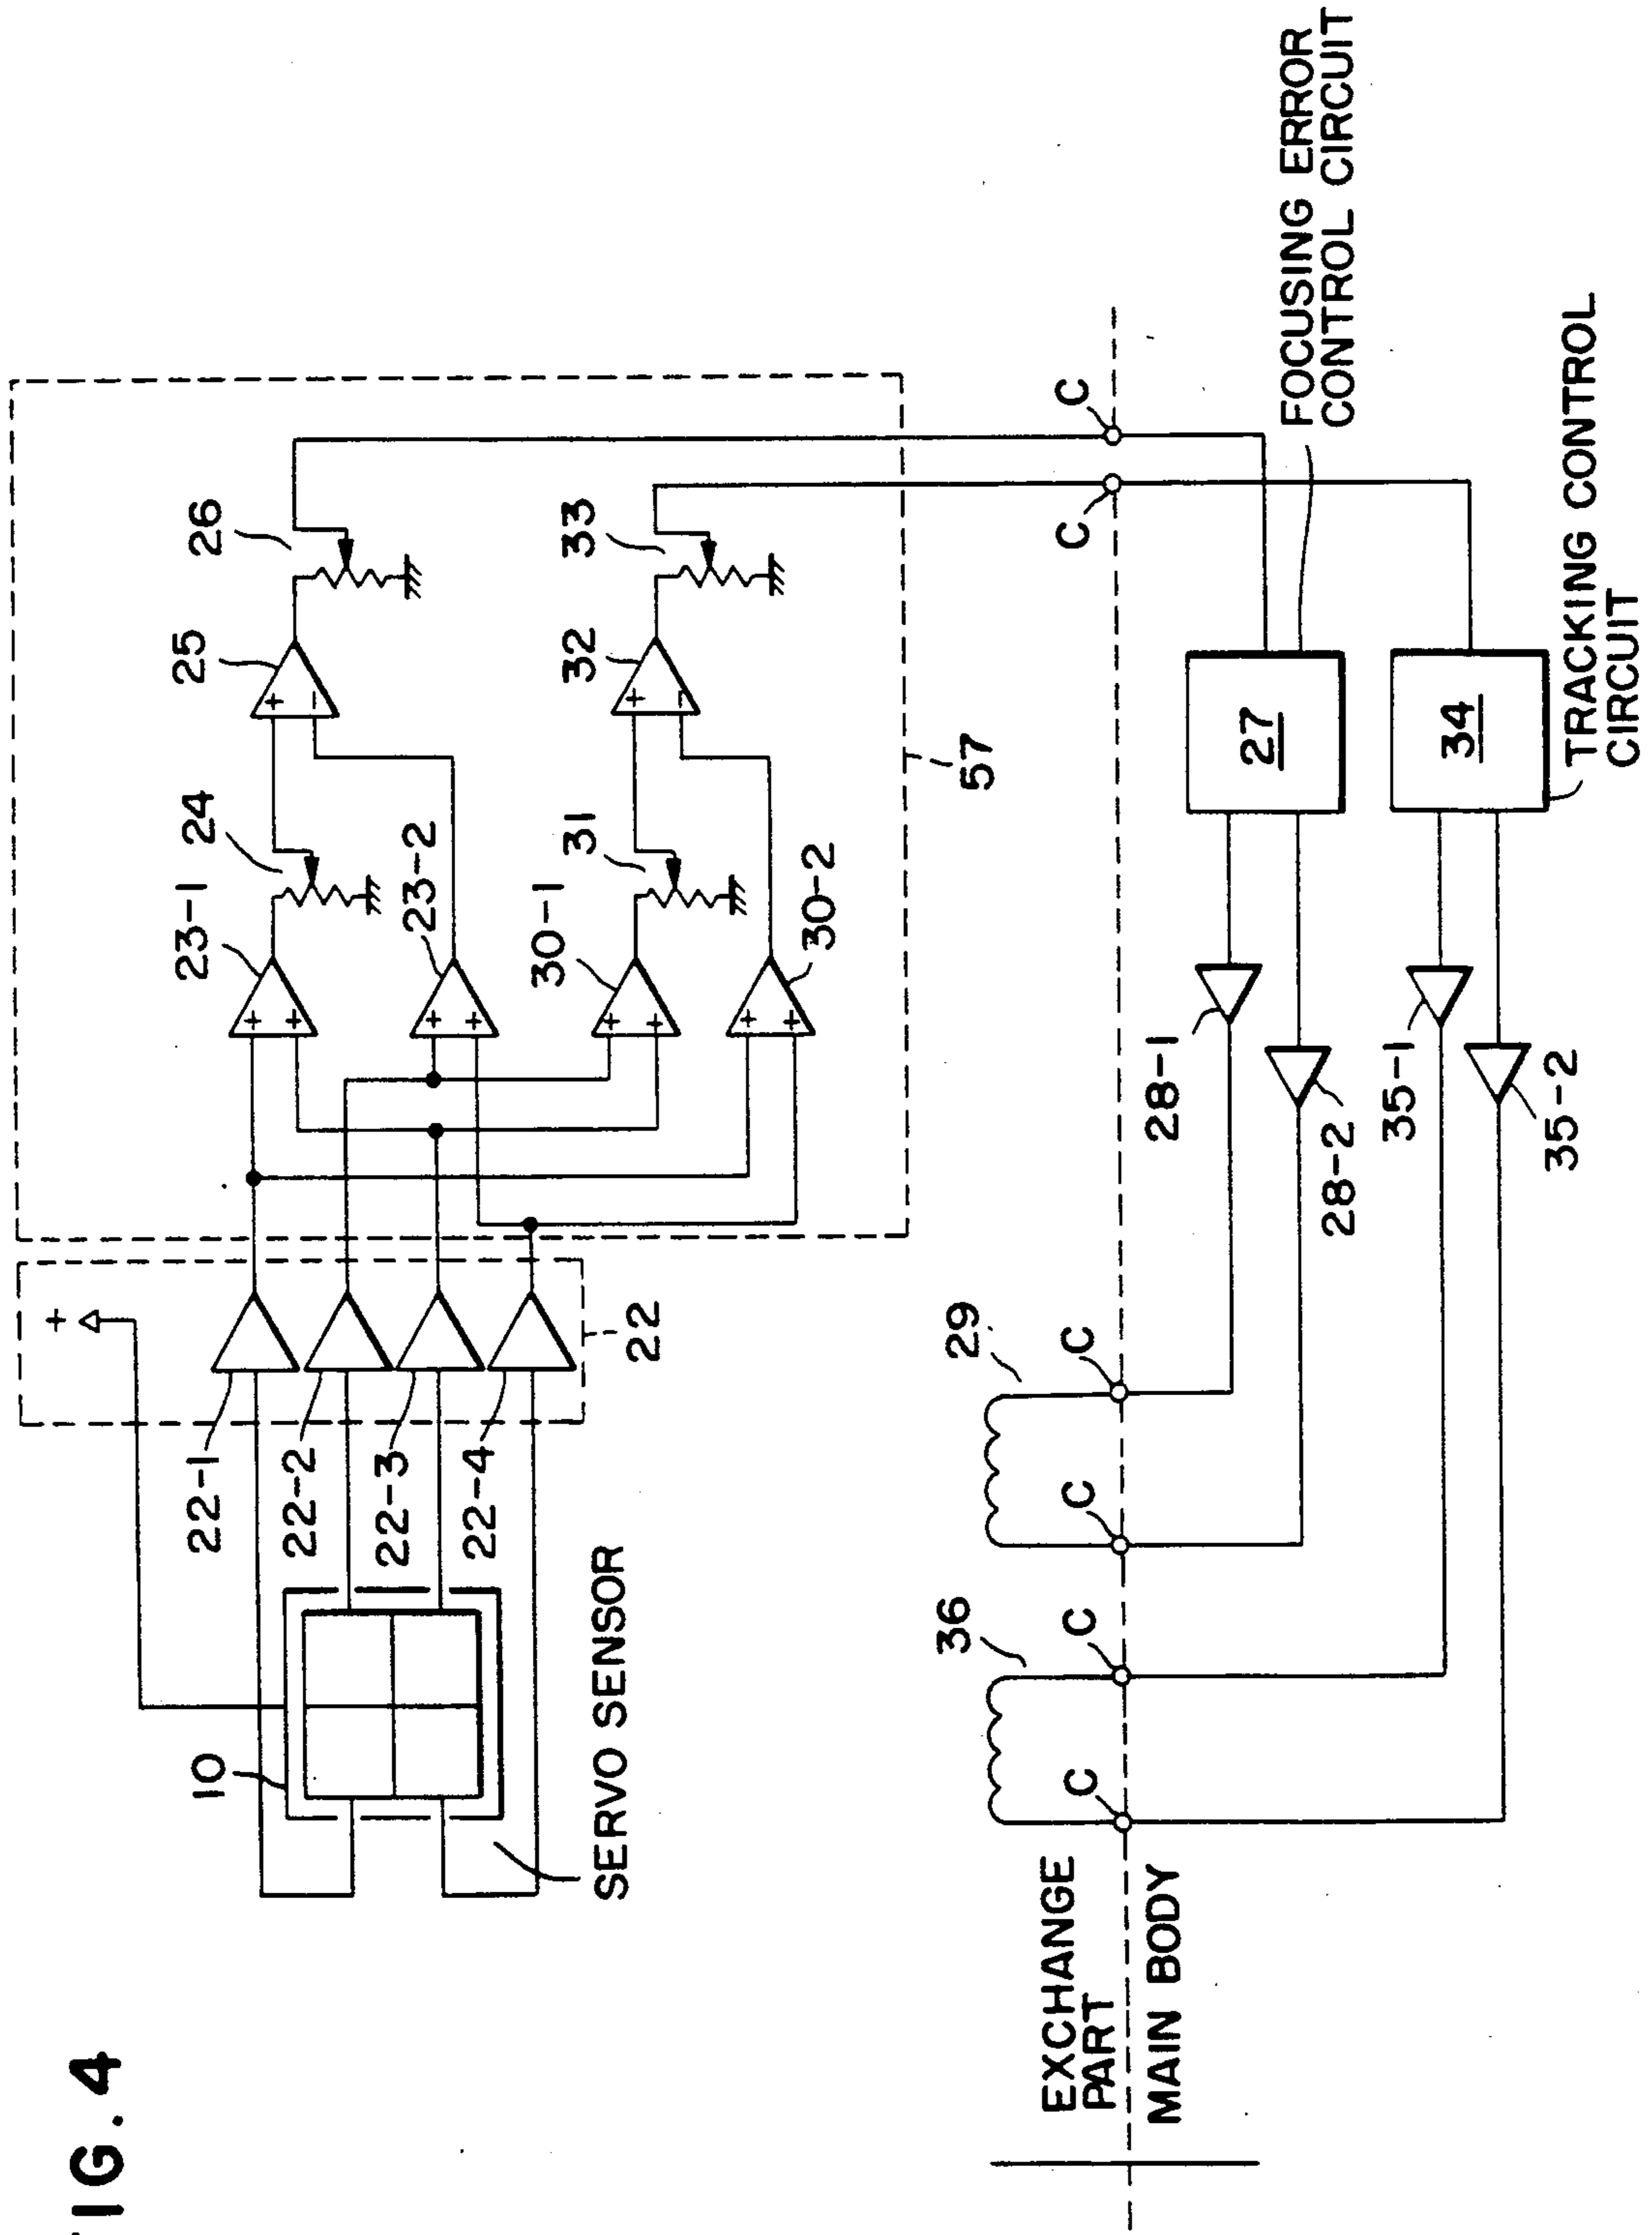 FIG. 4
10
SERVO SENSOR
+
22-1
22-2
22-3
22-4
22
23-1
+
+
24
25
+
−
26
23-2
+
+
30-1
+
+
31
32
+
−
33
30-2
+
+
57
EXCHANGE
PART
MAIN BODY
36
C
C
29
C
C
C
C
28-1
28-2
27
FOCUSING ERROR
CONTROL CIRCUIT
35-1
35-2
34
TRACKING CONTROL
CIRCUIT